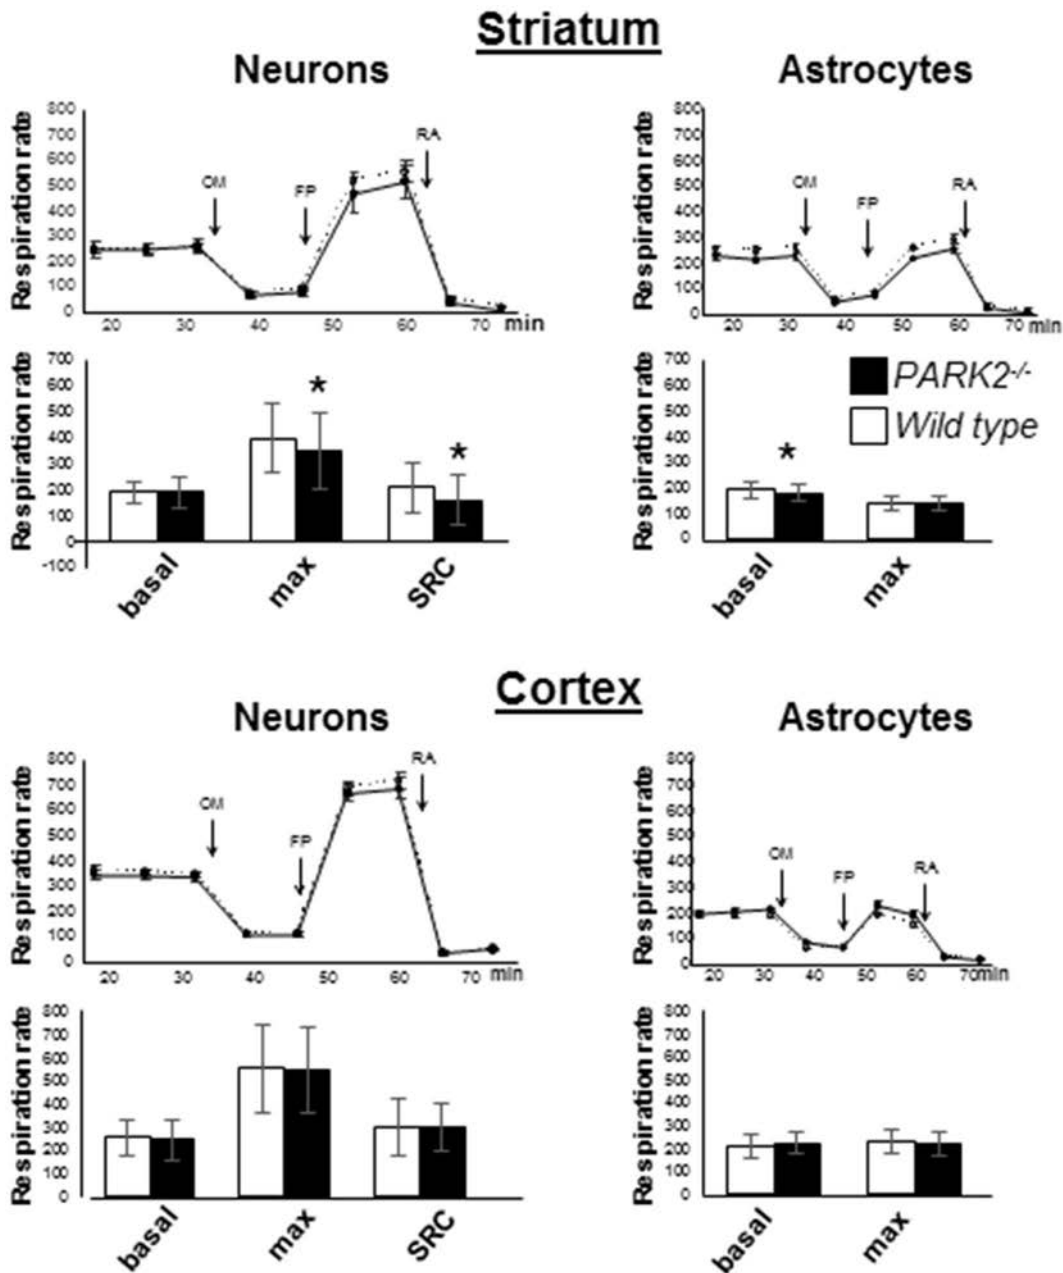 Striatum
Neurons
Astrocytes
Respiration rate
800
700
600
500
400
300
200
100
0
OM
FP
RA
20 30 40 50 60 70 min
Respiration rate
800
700
600
500
400
300
200
100
0
OM
FP
RA
20 30 40 50 60 70 min
Respiration rate
700
600
500
400
300
200
100
0
-100
*
*
basal
max
SRC
Respiration rate
700
600
500
400
300
200
100
0
*
PARK2-/-
Wild type
basal
max
Cortex
Neurons
Astrocytes
Respiration rate
800
700
600
500
400
300
200
100
0
OM
FP
RA
20 30 40 50 60 70 min
Respiration rate
800
700
600
500
400
300
200
100
0
OM
FP
RA
20 30 40 50 60 70min
Respiration rate
800
700
600
500
400
300
200
100
0
basal
max
SRC
Respiration rate
800
700
600
500
400
300
200
100
0
basal
max